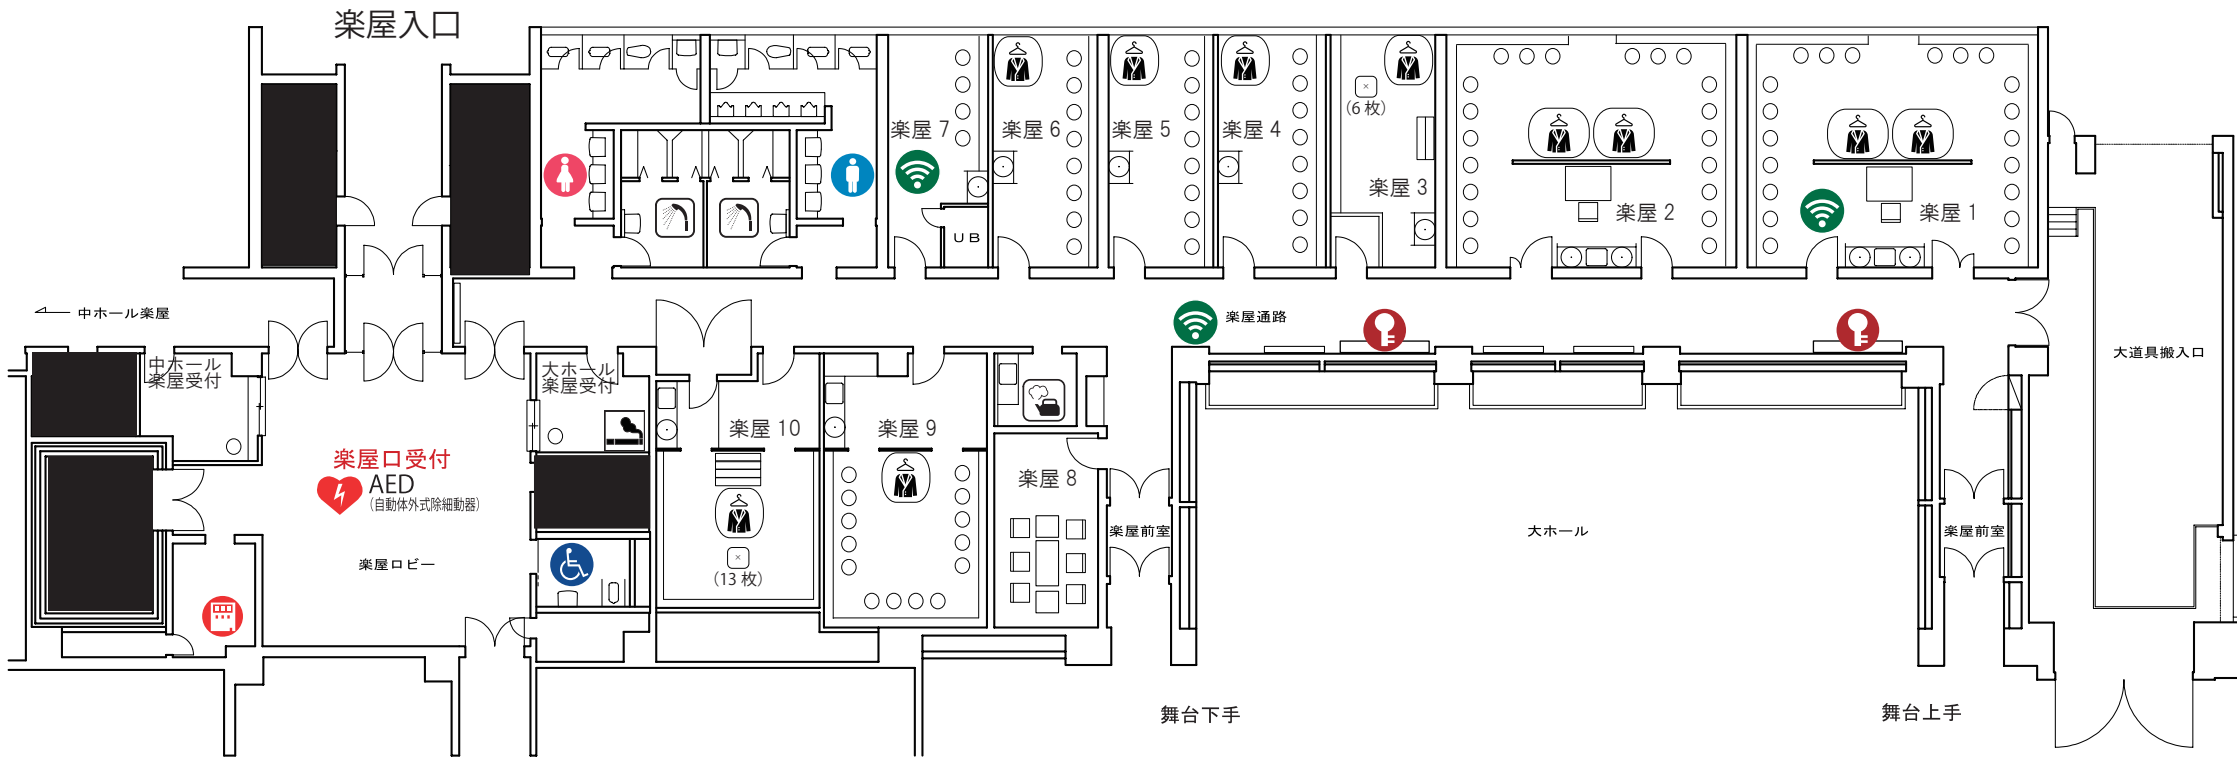 楽屋入口
楽屋 7
楽屋 6
楽屋 5
楽屋 4
(6 枚)
楽屋 3
楽屋 2
楽屋 1
UB
中ホール楽屋
楽屋通路
中ホール
楽屋受付
大ホール
楽屋受付
大道具搬入口
楽屋 10
楽屋 9
楽屋口受付
AED
(自動体外式除細動器)
楽屋 8
楽屋前室
大ホール
楽屋前室
楽屋ロビー
(13 枚)
舞台下手
舞台上手